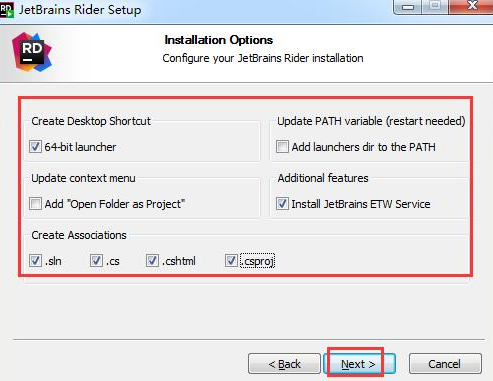 JetBrains Rider Setup
RD
Installation Options
Configure your JetBrains Rider installation
Create Desktop Shortcut
64-bit launcher
Update PATH variable (restart needed)
Add launchers dir to the PATH
Update context menu
Add "Open Folder as Project"
Additional features
Install JetBrains ETW Service
Create Associations
.sln .cs .cshtml .csproj
< Back Next > Cancel